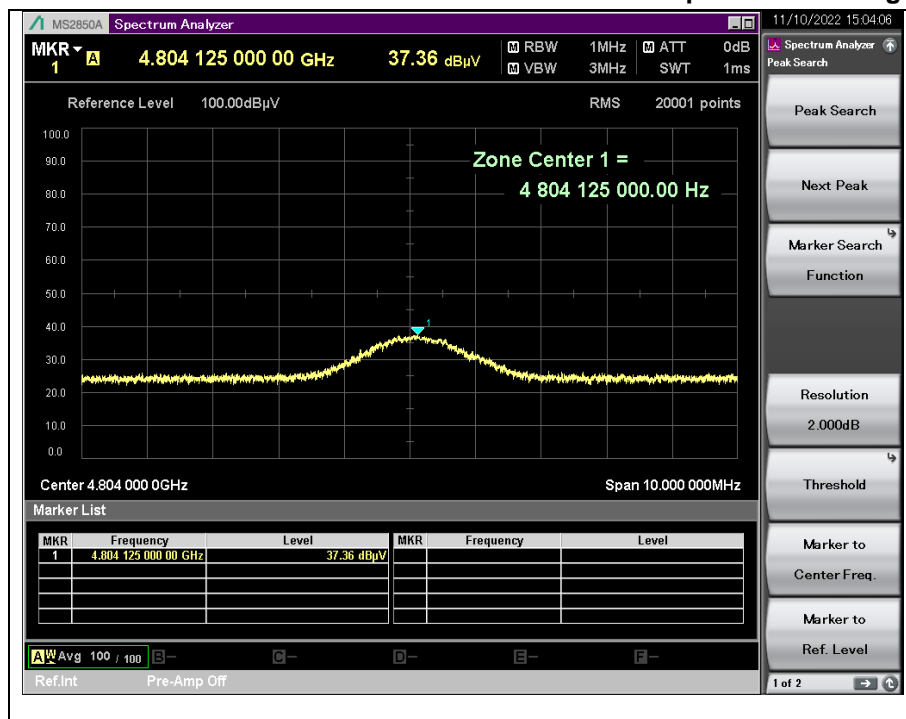 MS2850A Spectrum Analyzer
11/10/2022 15:04:06
MKR 1 A 4.804 125 000 00 GHz 37.36 dBµV
M RBW 1MHz M ATT 0dB
M VBW 3MHz SWT 1ms
Spectrum Analyzer
Peak Search
Reference Level 100.00dBµV RMS 20001 points
Peak Search
100.0
90.0
80.0
70.0
60.0
50.0
40.0
30.0
20.0
10.0
0.0
Zone Center 1 =
4 804 125 000.00 Hz
1
Center 4.804 000 0GHz Span 10.000 000MHz
Next Peak
Marker Search
Function
Resolution
2.000dB
Threshold
Marker to
Center Freq.
Marker to
Ref. Level
1 of 2
Marker List
MKR Frequency Level MKR Frequency Level
1 4.804 125 000 00 GHz 37.36 dBµV
A W Avg 100 / 100 B- C- D- E- F-
Ref.Int Pre-Amp Off